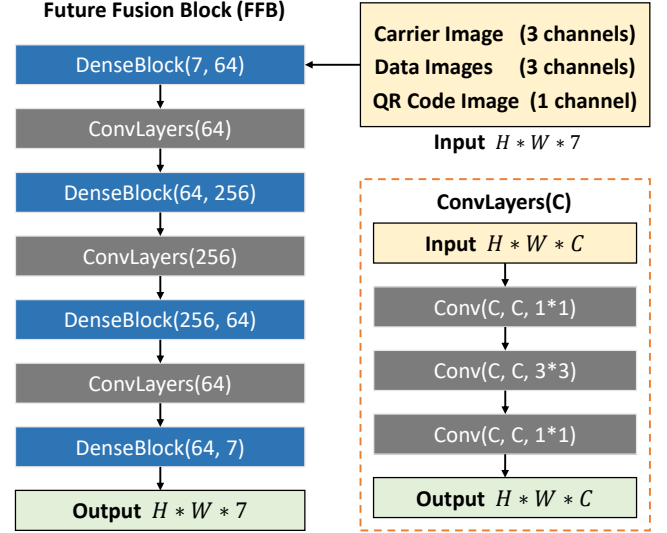 Future Fusion Block (FFB)
DenseBlock(7, 64)
ConvLayers(64)
DenseBlock(64, 256)
ConvLayers(256)
DenseBlock(256, 64)
ConvLayers(64)
DenseBlock(64, 7)
Output H ∗ W ∗ 7
Carrier Image (3 channels)
Data Images (3 channels)
QR Code Image (1 channel)
Input H ∗ W ∗ 7
ConvLayers(C)
Input H ∗ W ∗ C
Conv(C, C, 1*1)
Conv(C, C, 3*3)
Conv(C, C, 1*1)
Output H ∗ W ∗ C